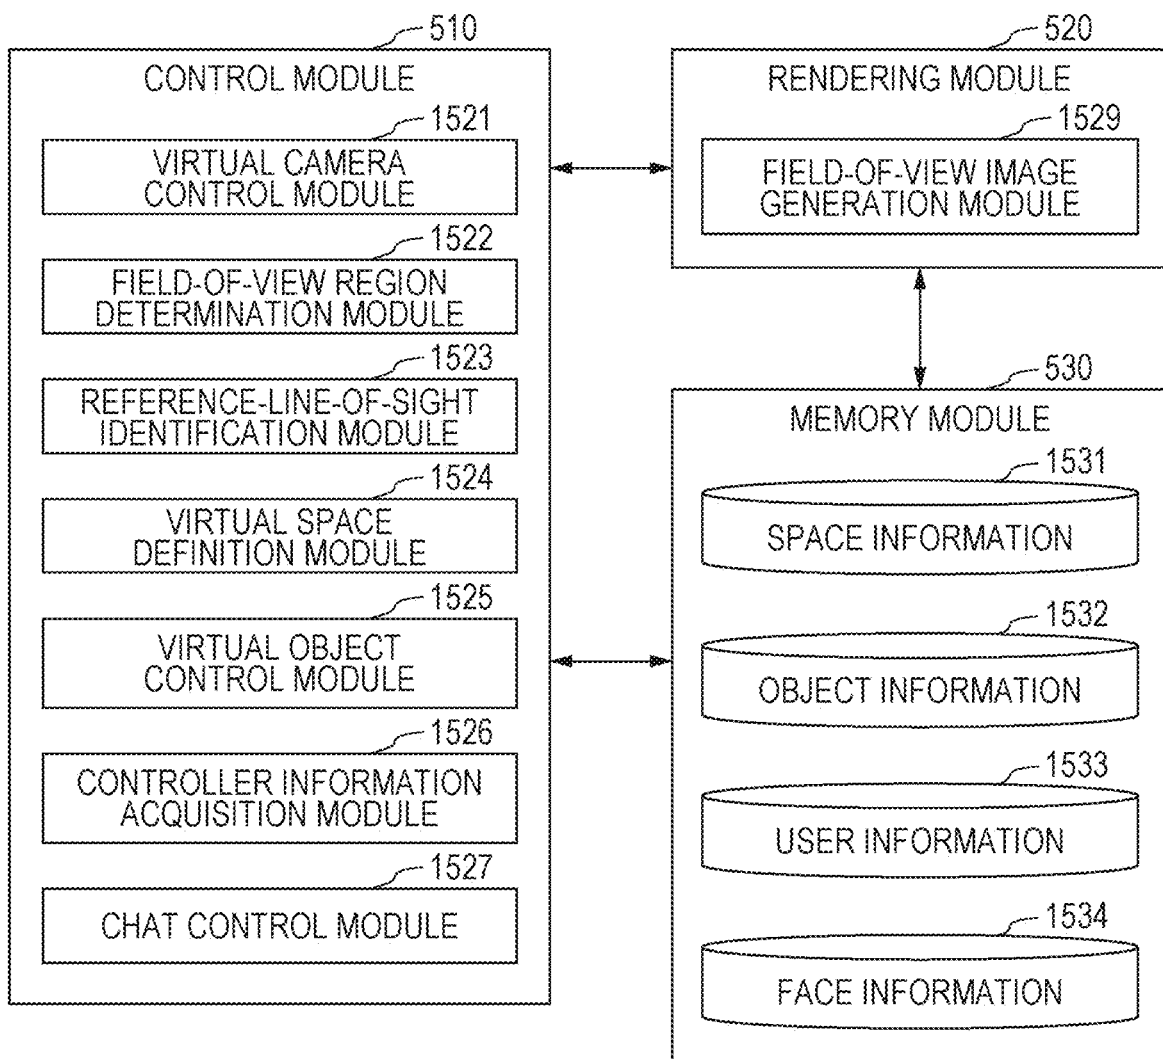 510
CONTROL MODULE
1521
VIRTUAL CAMERA
CONTROL MODULE
1522
FIELD-OF-VIEW REGION
DETERMINATION MODULE
1523
REFERENCE-LINE-OF-SIGHT
IDENTIFICATION MODULE
1524
VIRTUAL SPACE
DEFINITION MODULE
1525
VIRTUAL OBJECT
CONTROL MODULE
1526
CONTROLLER INFORMATION
ACQUISITION MODULE
1527
CHAT CONTROL MODULE
520
RENDERING MODULE
1529
FIELD-OF-VIEW IMAGE
GENERATION MODULE
530
MEMORY MODULE
1531
SPACE INFORMATION
1532
OBJECT INFORMATION
1533
USER INFORMATION
1534
FACE INFORMATION